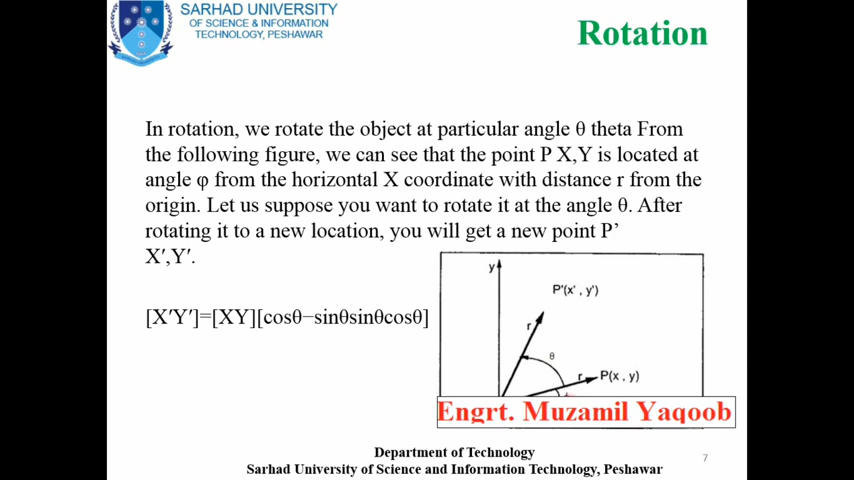 SARHAD UNIVERSITY
OF SCIENCE & INFORMATION
TECHNOLOGY, PESHAWAR
Rotation
In rotation, we rotate the object at particular angle θ theta From
the following figure, we can see that the point P X,Y is located at
angle φ from the horizontal X coordinate with distance r from the
origin. Let us suppose you want to rotate it at the angle θ. After
rotating it to a new location, you will get a new point P’
X′,Y′.
[X′Y′]=[XY][cosθ−sinθsinθcosθ]
y
P'(x' , y')
r
θ
r
P(x , y)
Engrt. Muzamil Yaqoob
Department of Technology
Sarhad University of Science and Information Technology, Peshawar
7